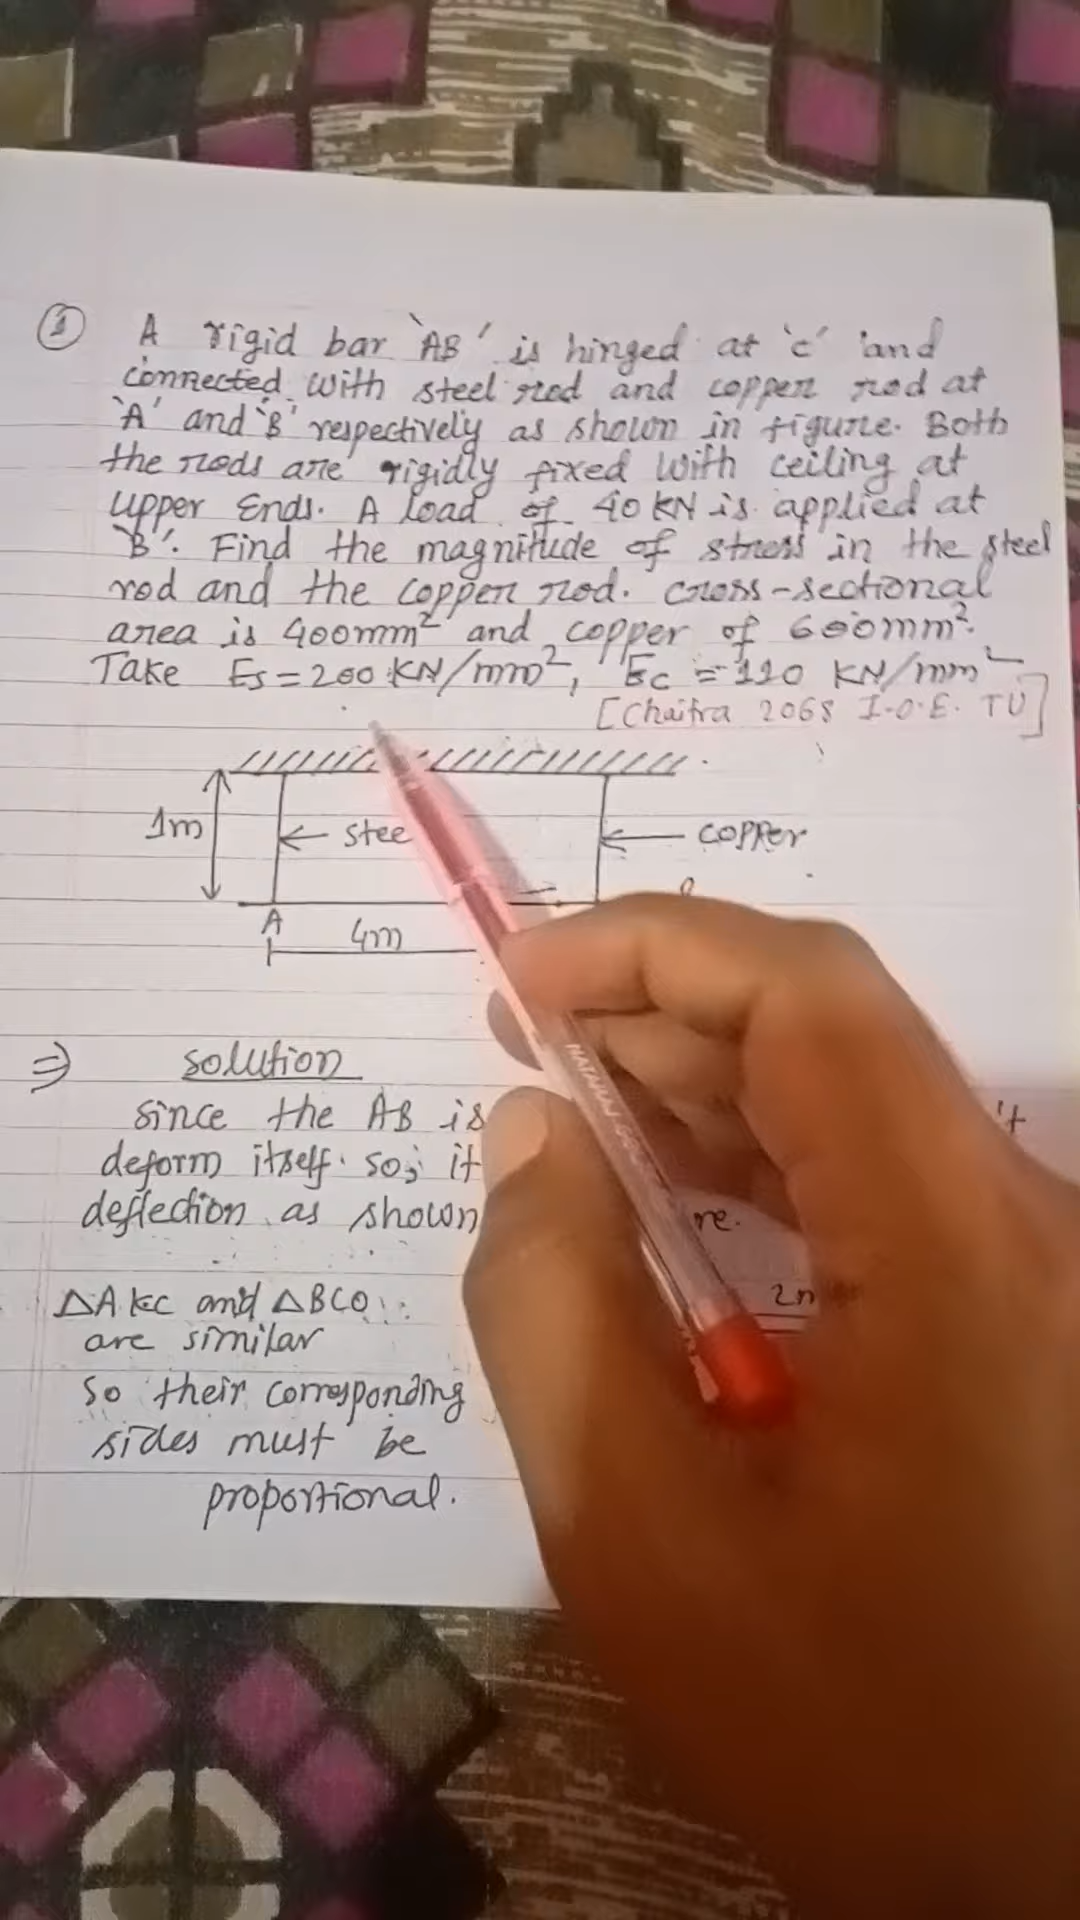 1
A rigid bar 'AB' is hinged at 'c' and
connected with steel rod and copper rod at
'A' and 'B' respectively as shown in figure. Both
the rods are rigidly fixed with ceiling at
upper Ends. A load of 40 KN is applied at
'B'. Find the magnitude of stress in the steel
rod and the copper rod. cross-sectional
area is 400mm² and copper of 600mm².
Take Es = 200 KN/mm², Ec = 110 KN/mm²
[Chaitra 2068 I.O.E. TU]
1m
stee
copper
A
4m
⇒ solution
since the AB is
deform itself. so, it
deflection as shown
re.
△AKC and △BCO
are similar
so their corresponding
sides must be
proportional.